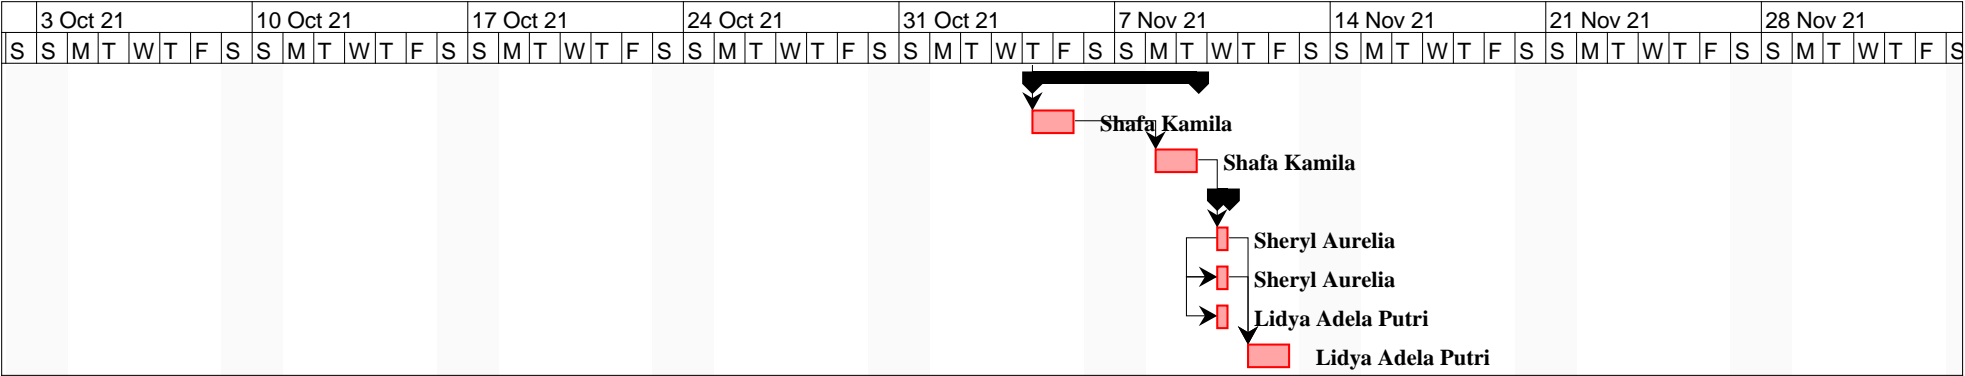 3 Oct 21 10 Oct 21 17 Oct 21 24 Oct 21 31 Oct 21 7 Nov 21 14 Nov 21 21 Nov 21 28 Nov 21
S S M T W T F S S M T W T F S S M T W T F S S M T W T F S S M T W T F S S M T W T F S S M T W T F S S M T W T F S S M T W T F S
Shafa Kamila
Shafa Kamila
Sheryl Aurelia
Sheryl Aurelia
Lidya Adela Putri
Lidya Adela Putri